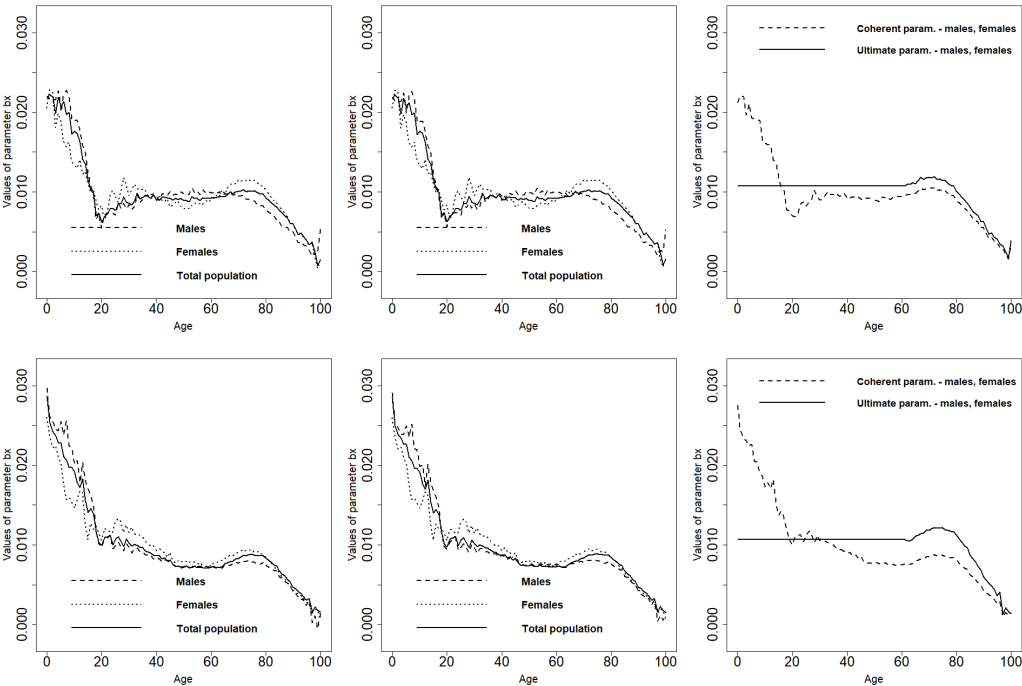 Values of parameter bx
0.000 0.010 0.020 0.030
Males
Females
Total population
0 20 40 60 80 100
Age
Values of parameter bx
0.000 0.010 0.020 0.030
Males
Females
Total population
0 20 40 60 80 100
Age
Values of parameter bx
0.000 0.010 0.020 0.030
Coherent param. - males, females
Ultimate param. - males, females
0 20 40 60 80 100
Age
Values of parameter bx
0.000 0.010 0.020 0.030
Males
Females
Total population
0 20 40 60 80 100
Age
Values of parameter bx
0.000 0.010 0.020 0.030
Males
Females
Total population
0 20 40 60 80 100
Age
Values of parameter bx
0.000 0.010 0.020 0.030
Coherent param. - males, females
Ultimate param. - males, females
0 20 40 60 80 100
Age